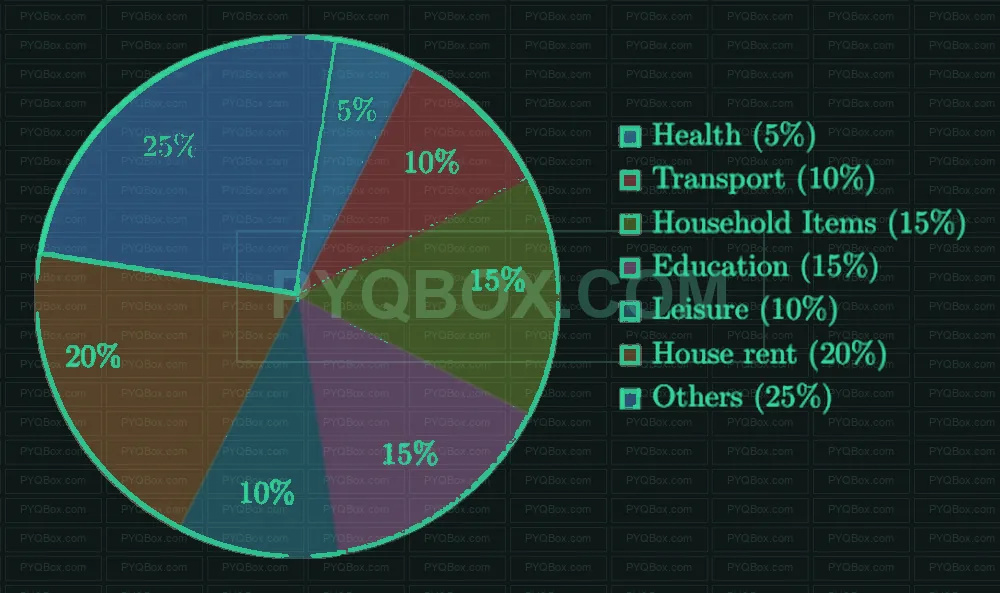 25%
5%
10%
15%
20%
10%
15%
PYQBOX.COM
Health (5%)
Transport (10%)
Household Items (15%)
Education (15%)
Leisure (10%)
House rent (20%)
Others (25%)